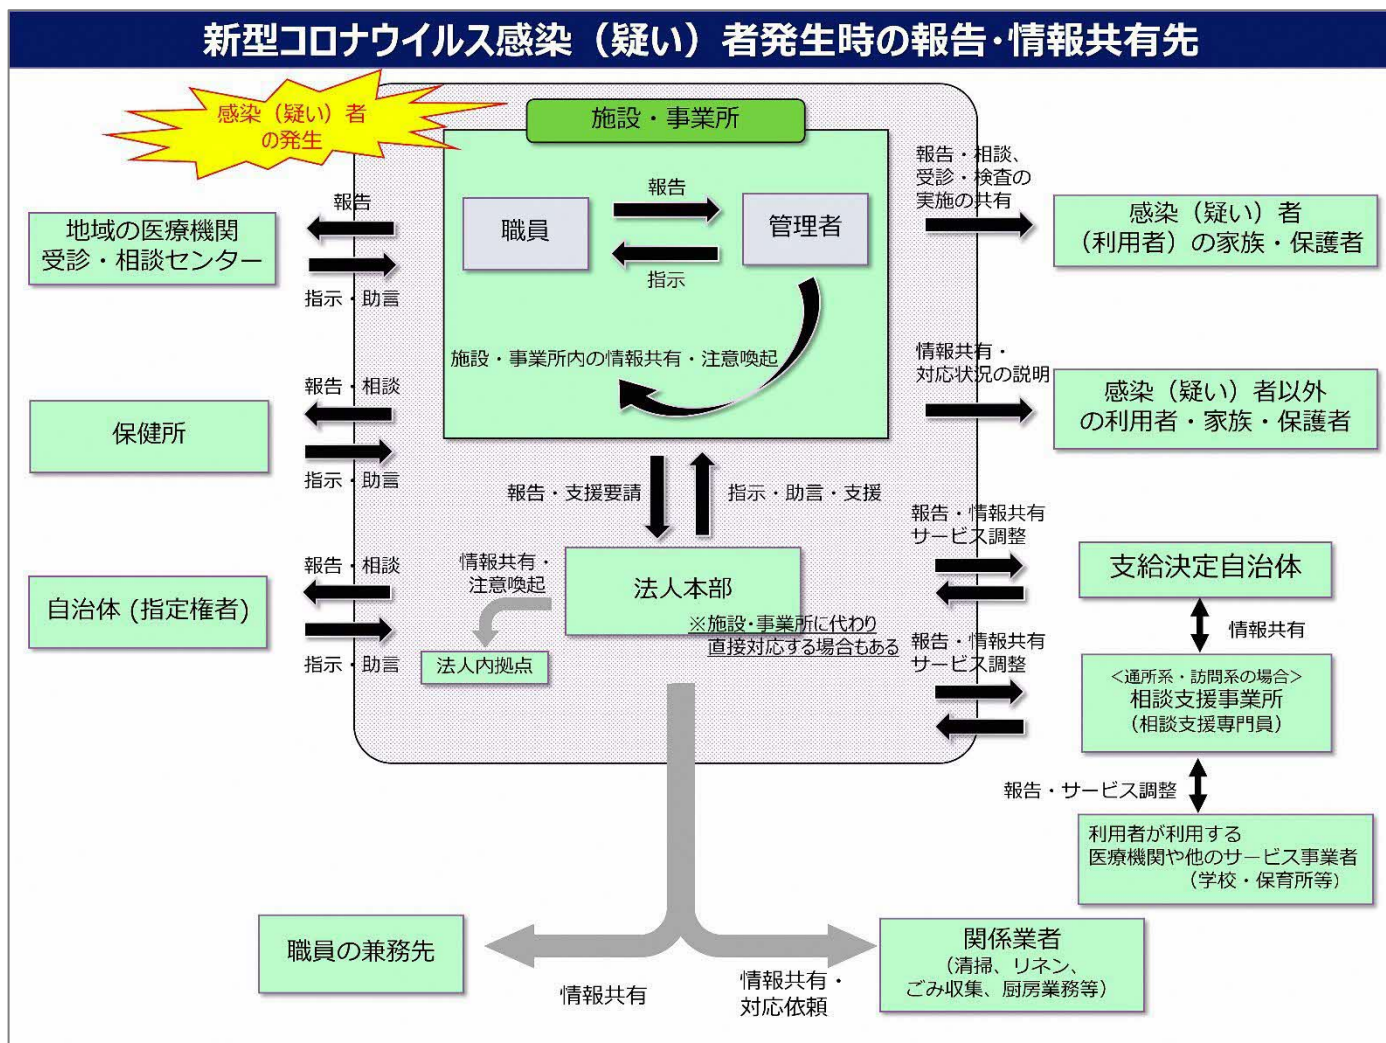 新型コロナウイルス感染（疑い）者発生時の報告・情報共有先
感染（疑い）者
の発生
施設・事業所
職員
報告
指示
管理者
施設・事業所内の情報共有・注意喚起
報告
地域の医療機関
受診・相談センター
指示・助言
報告・相談
保健所
指示・助言
報告・相談
自治体 (指定権者)
指示・助言
報告・支援要請
指示・助言・支援
情報共有・
注意喚起
法人本部
※施設・事業所に代わり
直接対応する場合もある
法人内拠点
報告・相談、
受診・検査の
実施の共有
感染（疑い）者
（利用者）の家族・保護者
情報共有・
対応状況の説明
感染（疑い）者以外
の利用者・家族・保護者
報告・情報共有
サービス調整
支給決定自治体
情報共有
報告・情報共有
サービス調整
＜通所系・訪問系の場合＞
相談支援事業所
（相談支援専門員）
報告・サービス調整
利用者が利用する
医療機関や他のサービス事業者
（学校・保育所等）
職員の兼務先
情報共有
情報共有・
対応依頼
関係業者
（清掃、リネン、
ごみ収集、厨房業務等）